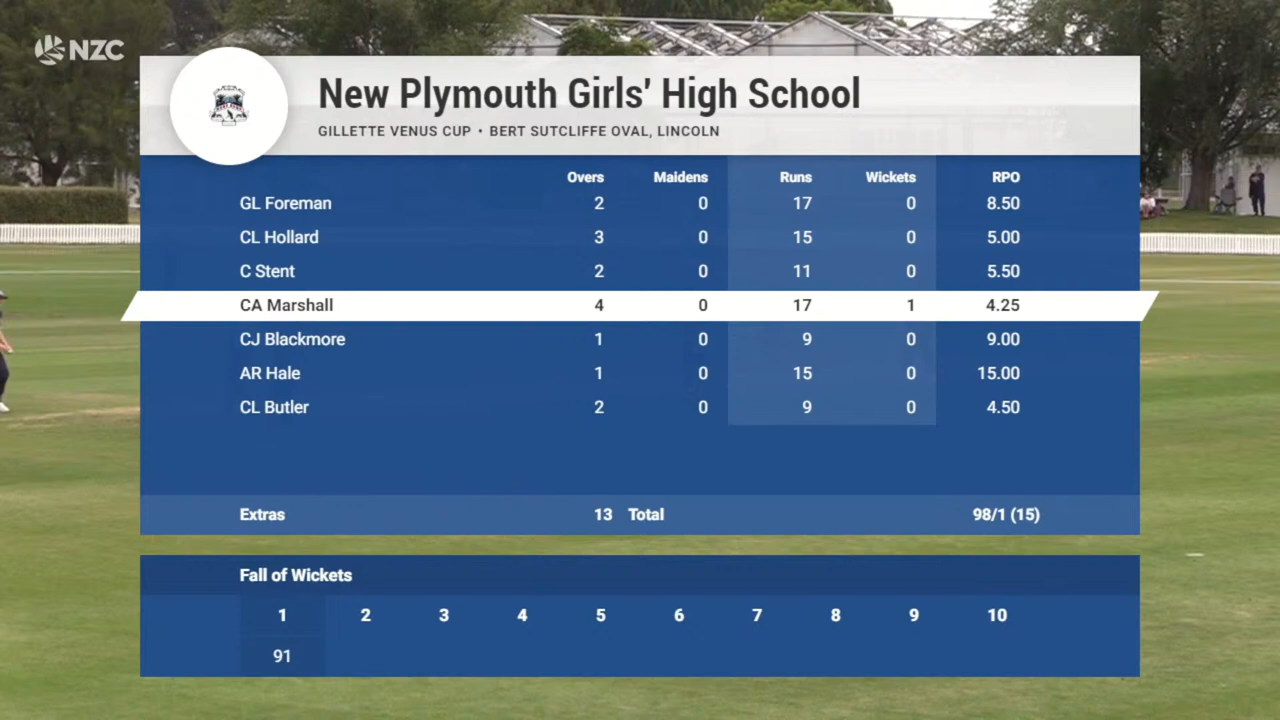 NZC
New Plymouth Girls' High School
GILLETTE VENUS CUP • BERT SUTCLIFFE OVAL, LINCOLN
Overs Maidens Runs Wickets RPO
GL Foreman 2 0 17 0 8.50
CL Hollard 3 0 15 0 5.00
C Stent 2 0 11 0 5.50
CA Marshall 4 0 17 1 4.25
CJ Blackmore 1 0 9 0 9.00
AR Hale 1 0 15 0 15.00
CL Butler 2 0 9 0 4.50
Extras 13 Total 98/1 (15)
Fall of Wickets
1 2 3 4 5 6 7 8 9 10
91